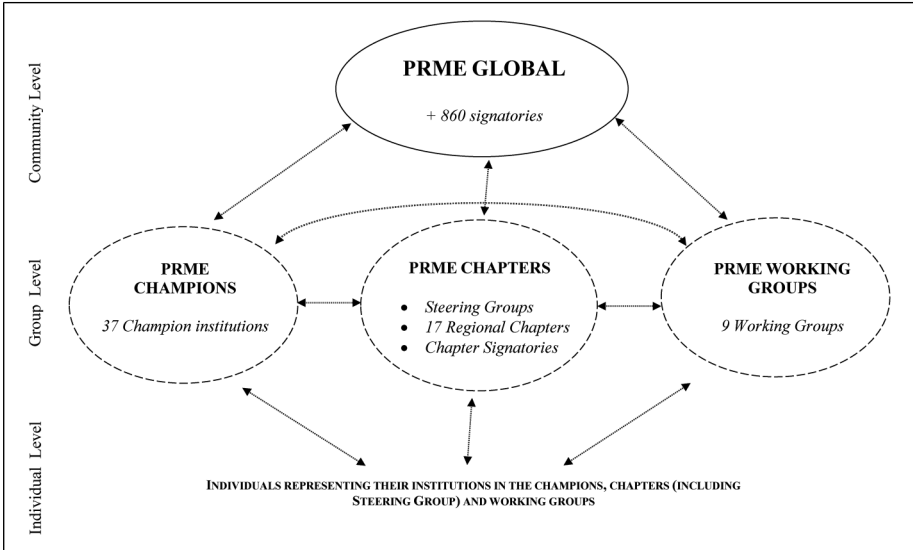 Community Level
PRME GLOBAL
+ 860 signatories
Group Level
PRME
CHAMPIONS
37 Champion institutions
PRME CHAPTERS
● Steering Groups
● 17 Regional Chapters
● Chapter Signatories
PRME WORKING
GROUPS
9 Working Groups
Individual Level
INDIVIDUALS REPRESENTING THEIR INSTITUTIONS IN THE CHAMPIONS, CHAPTERS (INCLUDING
STEERING GROUP) AND WORKING GROUPS